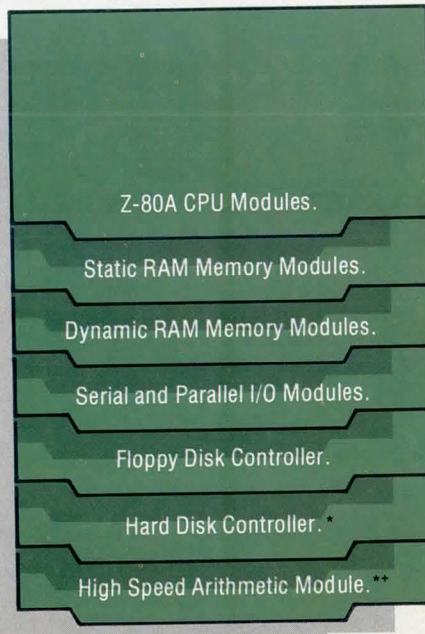 Z-80A CPU Modules.
Static RAM Memory Modules.
Dynamic RAM Memory Modules.
Serial and Parallel I/O Modules.
Floppy Disk Controller.
Hard Disk Controller.*
High Speed Arithmetic Module.*+